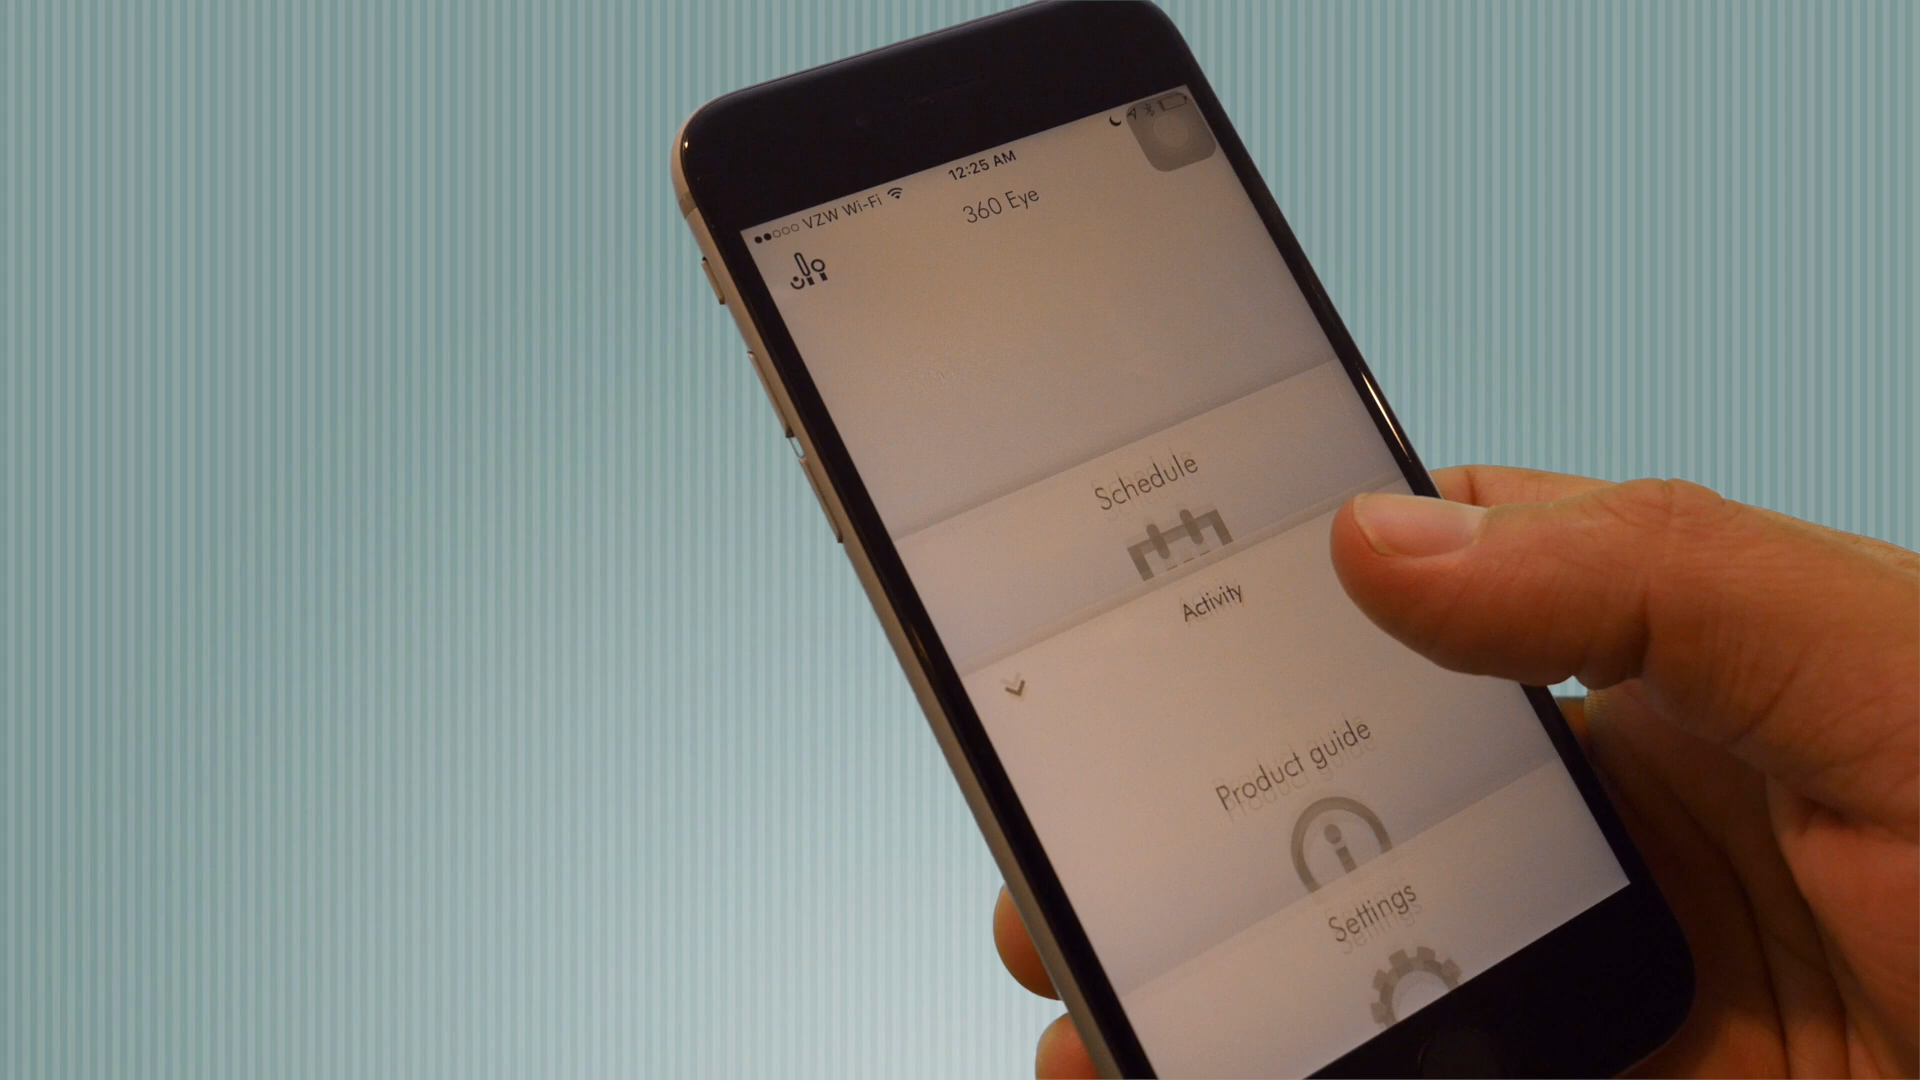 VZW Wi-Fi 12:25 AM
360 Eye
Schedule
Activity
Product guide
Settings